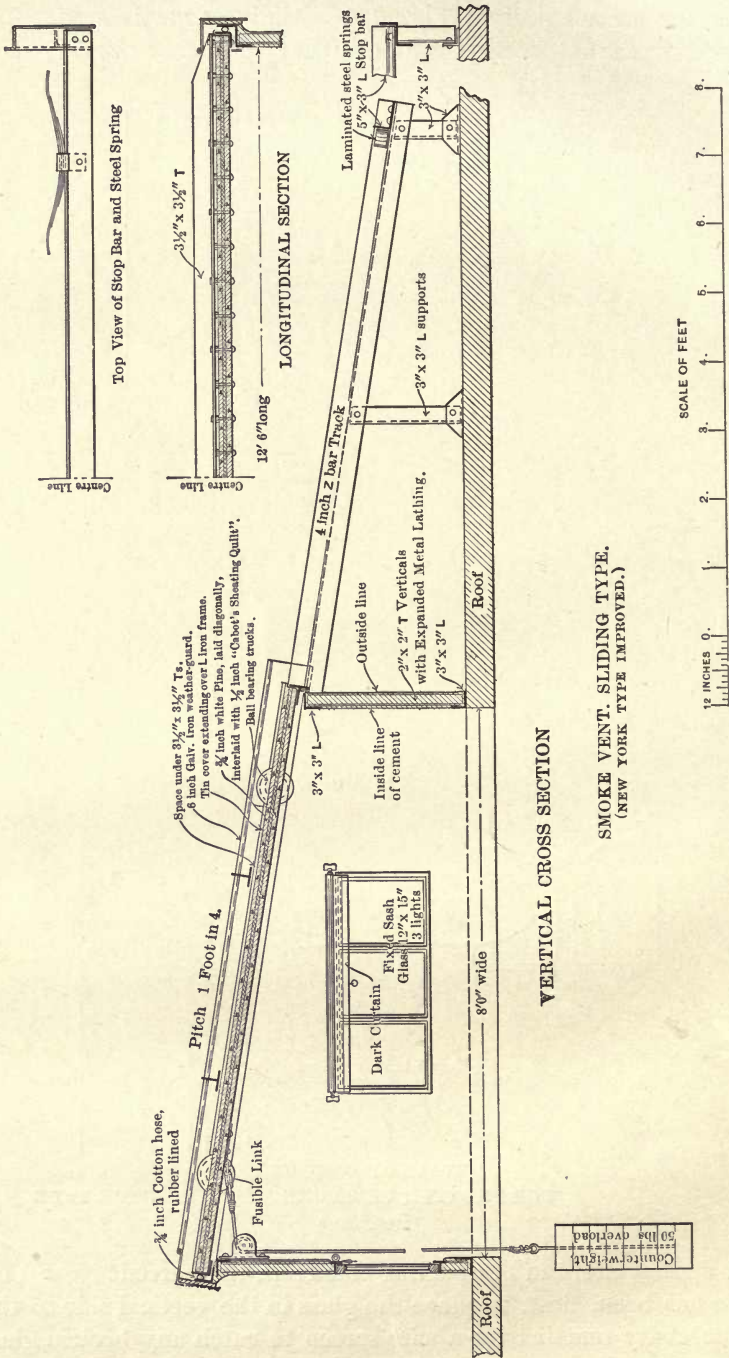 Top View of Stop Bar and Steel Spring
Centre Line
3½" x 3½" T
Centre Line
12' 6" long
LONGITUDINAL SECTION
Laminated steel springs
5" x 3" L Stop bar
3" x 3" L
4 inch Z bar Track
3" x 3" L supports
Roof
Space under 3½" x 3½" Ts.
6 inch Galv. iron weather-guard.
Tin cover extending over L iron frame.
⅞ inch white Pine, laid diagonally,
interlaid with ½ inch "Cabot's Sheating Quilt".
Ball bearing trucks.
Pitch 1 Foot in 4.
¾ inch Cotton hose,
rubber lined
Fusible Link
3" x 3" L
Inside line
of cement
Outside line
2" x 2" T Verticals
with Expanded Metal Lathing.
3" x 3" L
Dark Curtain
Fixed Sash
Glass 12" x 15"
3 lights
8'0" wide
Roof
Counterweight.
50 lbs overload
VERTICAL CROSS SECTION
SMOKE VENT. SLIDING TYPE.
(NEW YORK TYPE IMPROVED.)
SCALE OF FEET
12 INCHES 0. 1. 2. 3. 4. 5. 6. 7. 8.